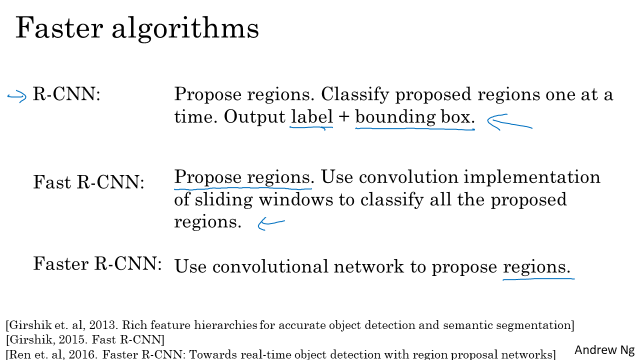 Faster algorithms
R-CNN: Propose regions. Classify proposed regions one at a
time. Output label + bounding box.
Fast R-CNN: Propose regions. Use convolution implementation
of sliding windows to classify all the proposed
regions.
Faster R-CNN: Use convolutional network to propose regions.
[Girshik et. al, 2013. Rich feature hierarchies for accurate object detection and semantic segmentation]
[Girshik, 2015. Fast R-CNN]
[Ren et. al, 2016. Faster R-CNN: Towards real-time object detection with region proposal networks]
Andrew Ng